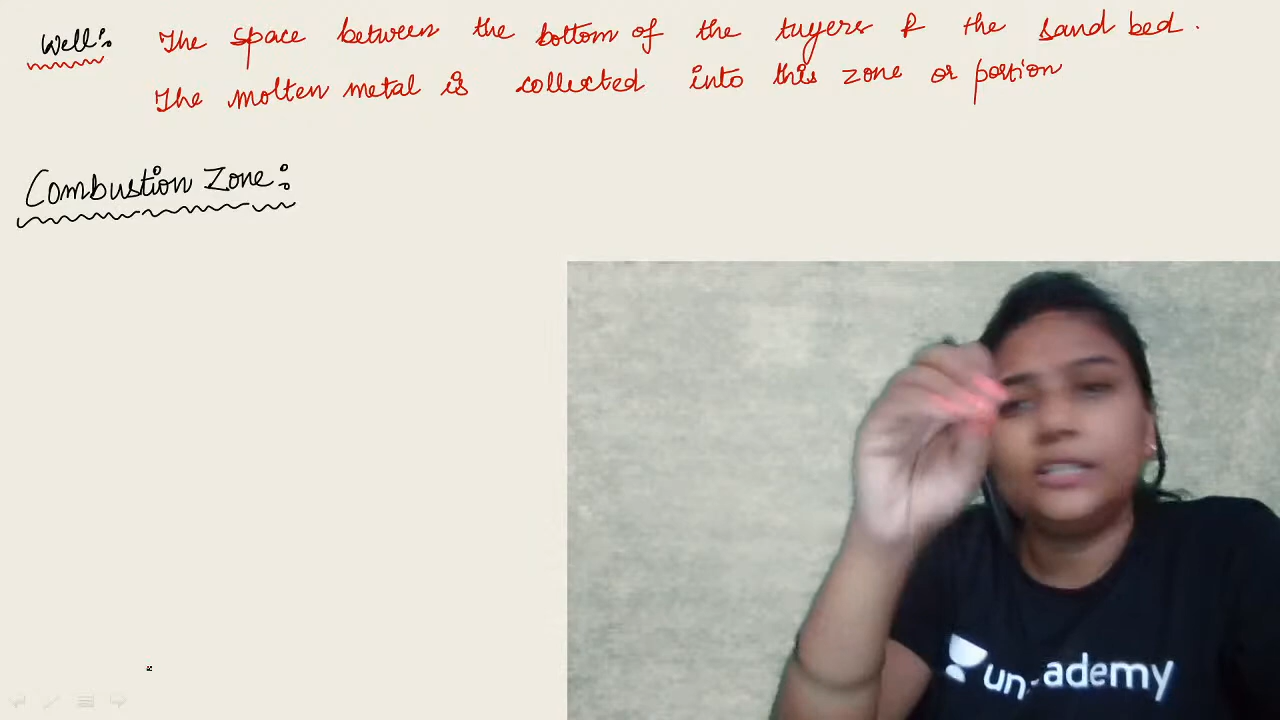 Well:. The space between the bottom of the tuyers & the sand bed.
The molten metal is collected into this zone or portion
Combustion Zone:
unacademy